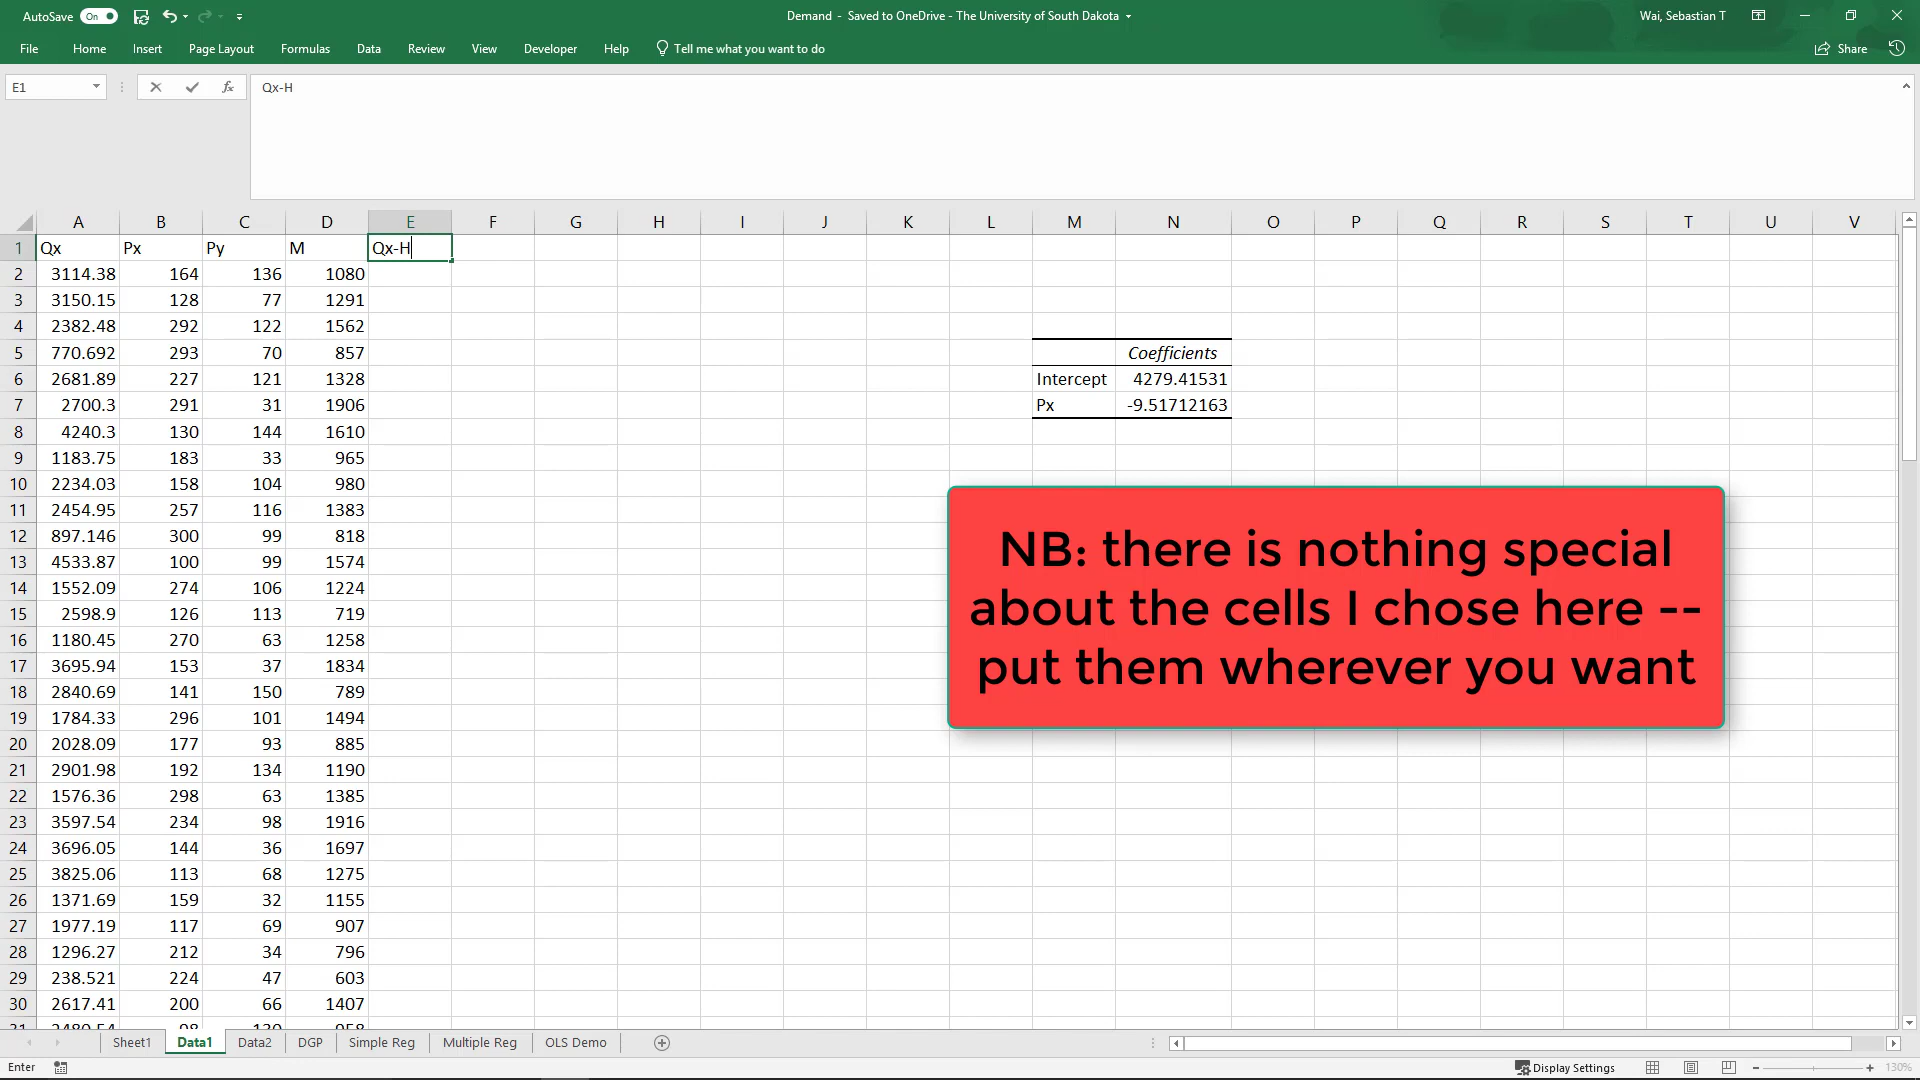 AutoSave On Demand - Saved to OneDrive - The University of South Dakota Wai, Sebastian T
File Home Insert Page Layout Formulas Data Review View Developer Help Tell me what you want to do Share
E1 fx Qx-H
A B C D E F G H I J K L M N O P Q R S T U V
1 Qx Px Py M Qx-H
2 3114.38 164 136 1080
3 3150.15 128 77 1291
4 2382.48 292 122 1562
5 770.692 293 70 857 Coefficients
6 2681.89 227 121 1328 Intercept 4279.41531
7 2700.3 291 31 1906 Px -9.51712163
8 4240.3 130 144 1610
9 1183.75 183 33 965
10 2234.03 158 104 980
11 2454.95 257 116 1383
12 897.146 300 99 818
13 4533.87 100 99 1574
14 1552.09 274 106 1224
15 2598.9 126 113 719
16 1180.45 270 63 1258
17 3695.94 153 37 1834
18 2840.69 141 150 789
19 1784.33 296 101 1494
20 2028.09 177 93 885
21 2901.98 192 134 1190
22 1576.36 298 63 1385
23 3597.54 234 98 1916
24 3696.05 144 36 1697
25 3825.06 113 68 1275
26 1371.69 159 32 1155
27 1977.19 117 69 907
28 1296.27 212 34 796
29 238.521 224 47 603
30 2617.41 200 66 1407
NB: there is nothing special
about the cells I chose here --
put them wherever you want
Sheet1 Data1 Data2 DGP Simple Reg Multiple Reg OLS Demo
Enter Display Settings 130%